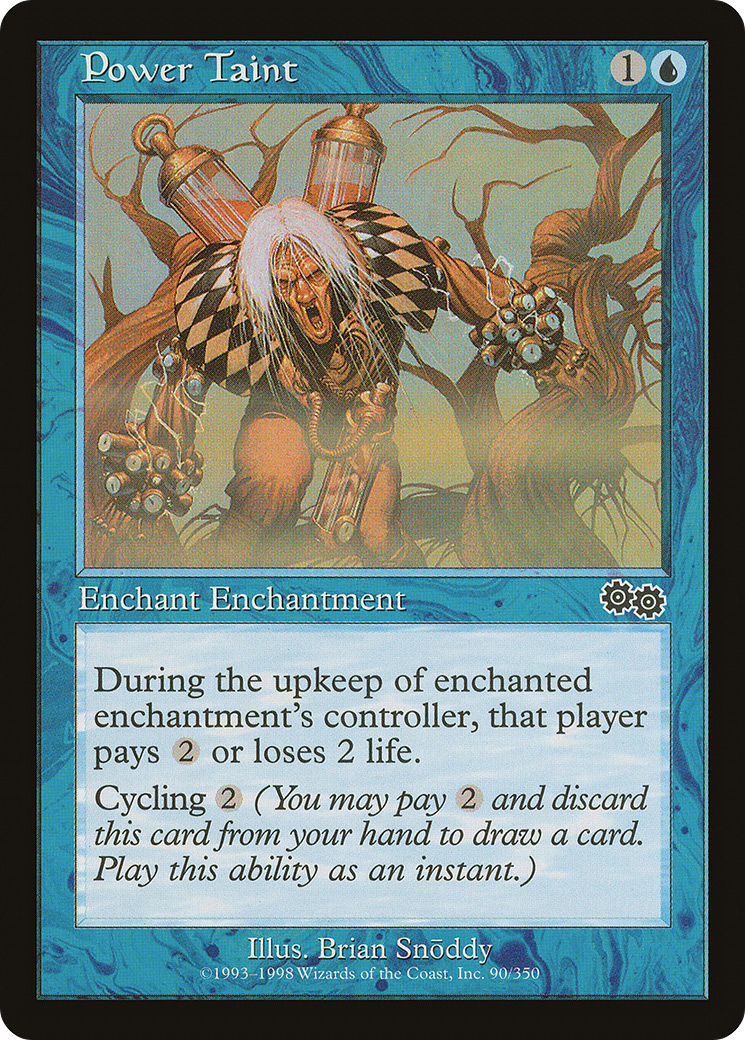 Power Taint
1
Enchant Enchantment
During the upkeep of enchanted
enchantment's controller, that player
pays 2 or loses 2 life.
Cycling 2 (You may pay 2 and discard
this card from your hand to draw a card.
Play this ability as an instant.)
Illus. Brian Snōddy
©1993–1998 Wizards of the Coast, Inc. 90/350